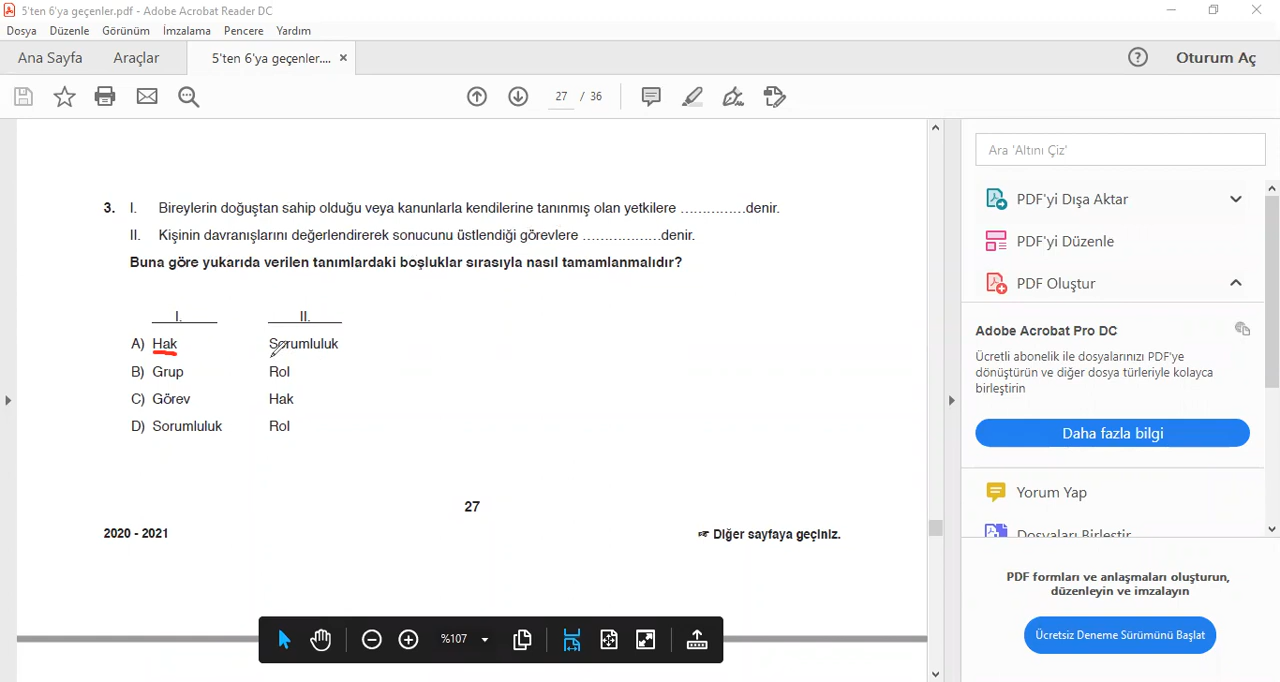 5'ten 6'ya geçenler.pdf - Adobe Acrobat Reader DC
Dosya Düzenle Görünüm İmzalama Pencere Yardım
Ana Sayfa Araçlar 5'ten 6'ya geçenler.... × ? Oturum Aç
27 / 36
Ara 'Altını Çiz'
PDF'yi Dışa Aktar
PDF'yi Düzenle
PDF Oluştur
Adobe Acrobat Pro DC
Ücretli abonelik ile dosyalarınızı PDF'ye
dönüştürün ve diğer dosya türleriyle kolayca
birleştirin
Daha fazla bilgi
Yorum Yap
Dosyaları Birleştir
PDF formları ve anlaşmaları oluşturun,
düzenleyin ve imzalayın
Ücretsiz Deneme Sürümünü Başlat
3. I. Bireylerin doğuştan sahip olduğu veya kanunlarla kendilerine tanınmış olan yetkilere ……………denir.
II. Kişinin davranışlarını değerlendirerek sonucunu üstlendiği görevlere ………………denir.
Buna göre yukarıda verilen tanımlardaki boşluklar sırasıyla nasıl tamamlanmalıdır?
I. II.
A) Hak Sorumluluk
B) Grup Rol
C) Görev Hak
D) Sorumluluk Rol
27
2020 - 2021 ☞ Diğer sayfaya geçiniz.
%107